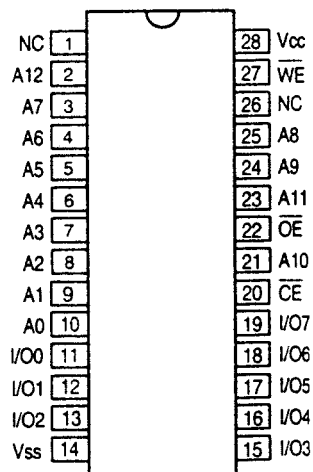 NC 1 28 Vcc
A12 2 27 WE
A7 3 26 NC
A6 4 25 A8
A5 5 24 A9
A4 6 23 A11
A3 7 22 OE
A2 8 21 A10
A1 9 20 CE
A0 10 19 I/O7
I/O0 11 18 I/O6
I/O1 12 17 I/O5
I/O2 13 16 I/O4
Vss 14 15 I/O3